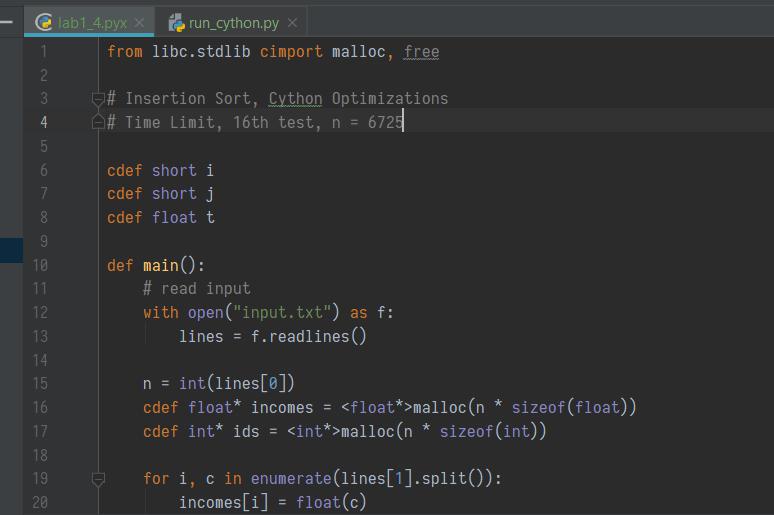 lab1_4.pyx run_cython.py
1 from libc.stdlib cimport malloc, free
2
3 # Insertion Sort, Cython Optimizations
4 # Time Limit, 16th test, n = 6725
5
6 cdef short i
7 cdef short j
8 cdef float t
9
10 def main():
11 # read input
12 with open("input.txt") as f:
13 lines = f.readlines()
14
15 n = int(lines[0])
16 cdef float* incomes = <float*>malloc(n * sizeof(float))
17 cdef int* ids = <int*>malloc(n * sizeof(int))
18
19 for i, c in enumerate(lines[1].split()):
20 incomes[i] = float(c)